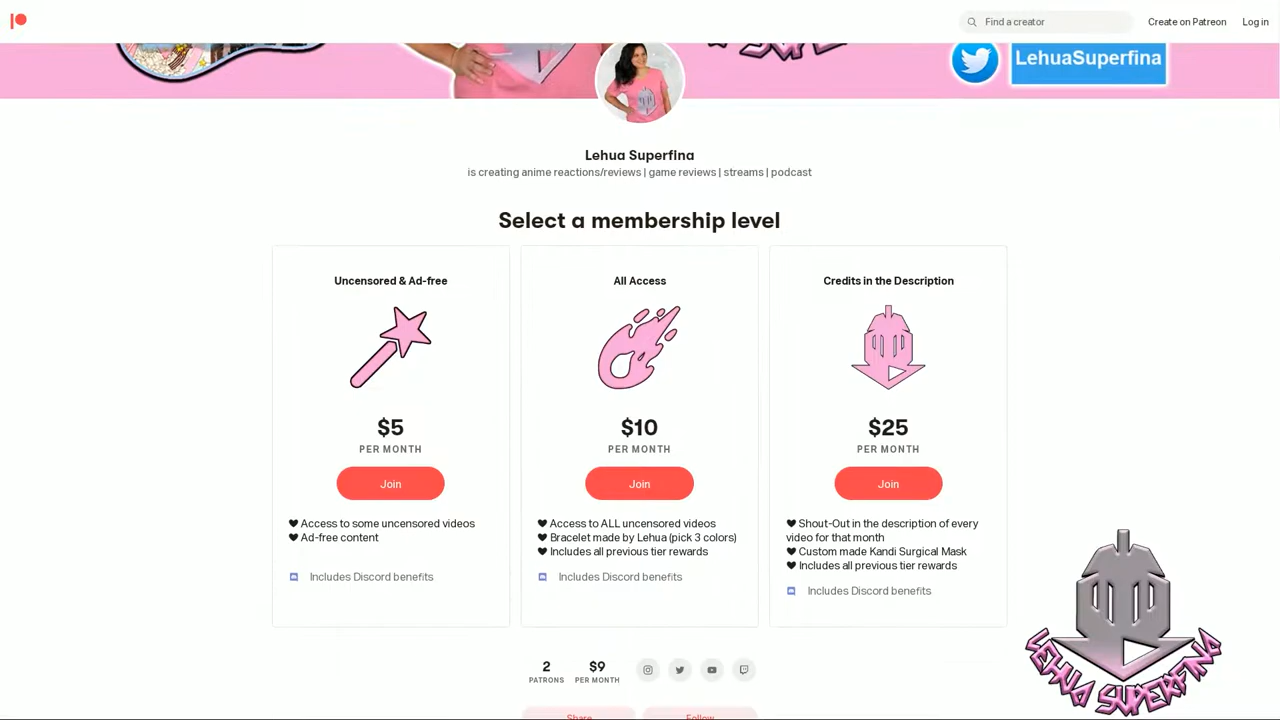 Find a creator
Create on Patreon
Log in
LehuaSuperfina
Lehua Superfina
is creating anime reactions/reviews | game reviews | streams | podcast
Select a membership level
Uncensored & Ad-free
$5
PER MONTH
Join
Access to some uncensored videos
Ad-free content
Includes Discord benefits
All Access
$10
PER MONTH
Join
Access to ALL uncensored videos
Bracelet made by Lehua (pick 3 colors)
Includes all previous tier rewards
Includes Discord benefits
Credits in the Description
$25
PER MONTH
Join
Shout-Out in the description of every
video for that month
Custom made Kandi Surgical Mask
Includes all previous tier rewards
Includes Discord benefits
2
PATRONS
$9
PER MONTH
Share
Follow
LEHUA SUPERFINA